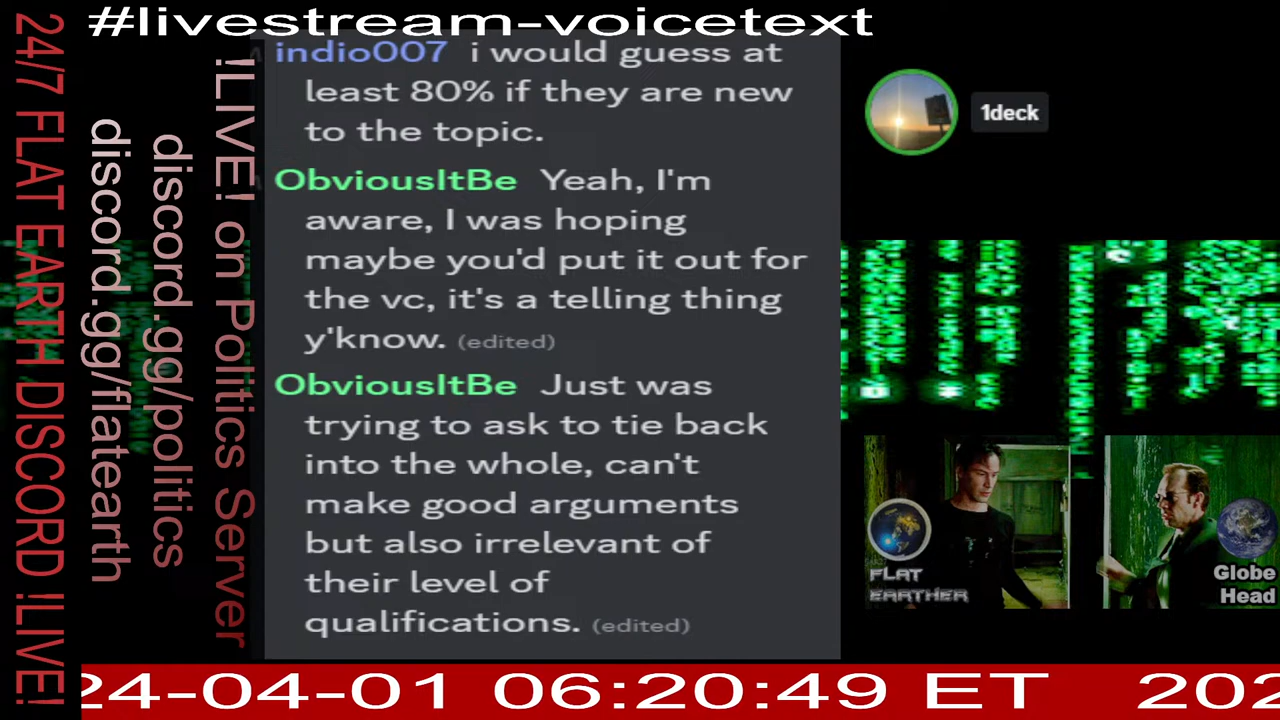 #livestream-voicetext
24/7 FLAT EARTH DISCORD !LIVE!
discord.gg/flatearth
discord.gg/politics
!LIVE! on Politics Server
indio007 i would guess at
least 80% if they are new
to the topic.
ObviousItBe Yeah, I'm
aware, I was hoping
maybe you'd put it out for
the vc, it's a telling thing
y'know. (edited)
ObviousItBe Just was
trying to ask to tie back
into the whole, can't
make good arguments
but also irrelevant of
their level of
qualifications. (edited)
1deck
FLAT
EARTHER
Globe
Head
24-04-01 06:20:49 ET 202